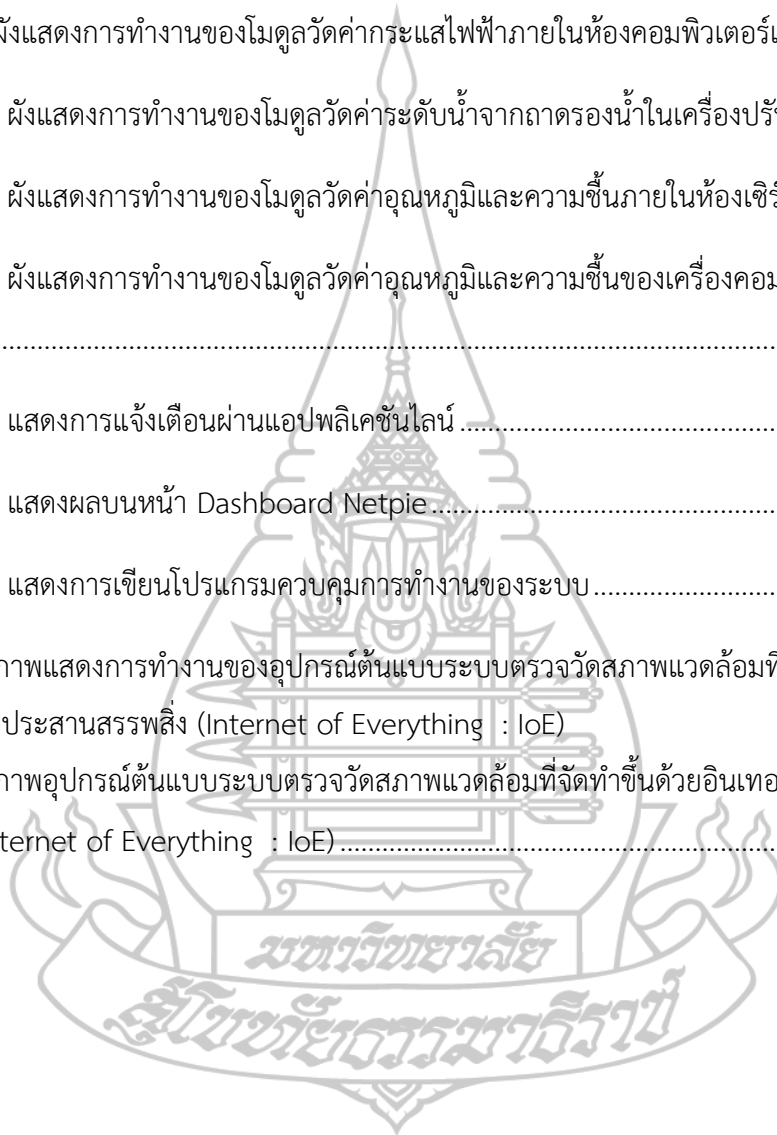 ผังแสดงการทำงานของโมดูลวัดค่ากระแสไฟฟ้าภายในห้องคอมพิวเตอร์
ผังแสดงการทำงานของโมดูลวัดค่าระดับน้ำจากถาดรองน้ำในเครื่องปรับ
ผังแสดงการทำงานของโมดูลวัดค่าอุณหภูมิและความชื้นภายในห้องเซิร์
ผังแสดงการทำงานของโมดูลวัดค่าอุณหภูมิและความชื้นของเครื่องคอม
แสดงการแจ้งเตือนผ่านแอปพลิเคชันไลน์
แสดงผลบนหน้า Dashboard Netpie
แสดงการเขียนโปรแกรมควบคุมการทำงานของระบบ
ภาพแสดงการทำงานของอุปกรณ์ต้นแบบระบบตรวจวัดสภาพแวดล้อมที่
ประสานสรรพสิ่ง (Internet of Everything : IoE)
ภาพอุปกรณ์ต้นแบบระบบตรวจวัดสภาพแวดล้อมที่จัดทำขึ้นด้วยอินเทอ
ternet of Everything : IoE)
มหาวิทยาลัย
สุโขทัยธรรมาธิราช